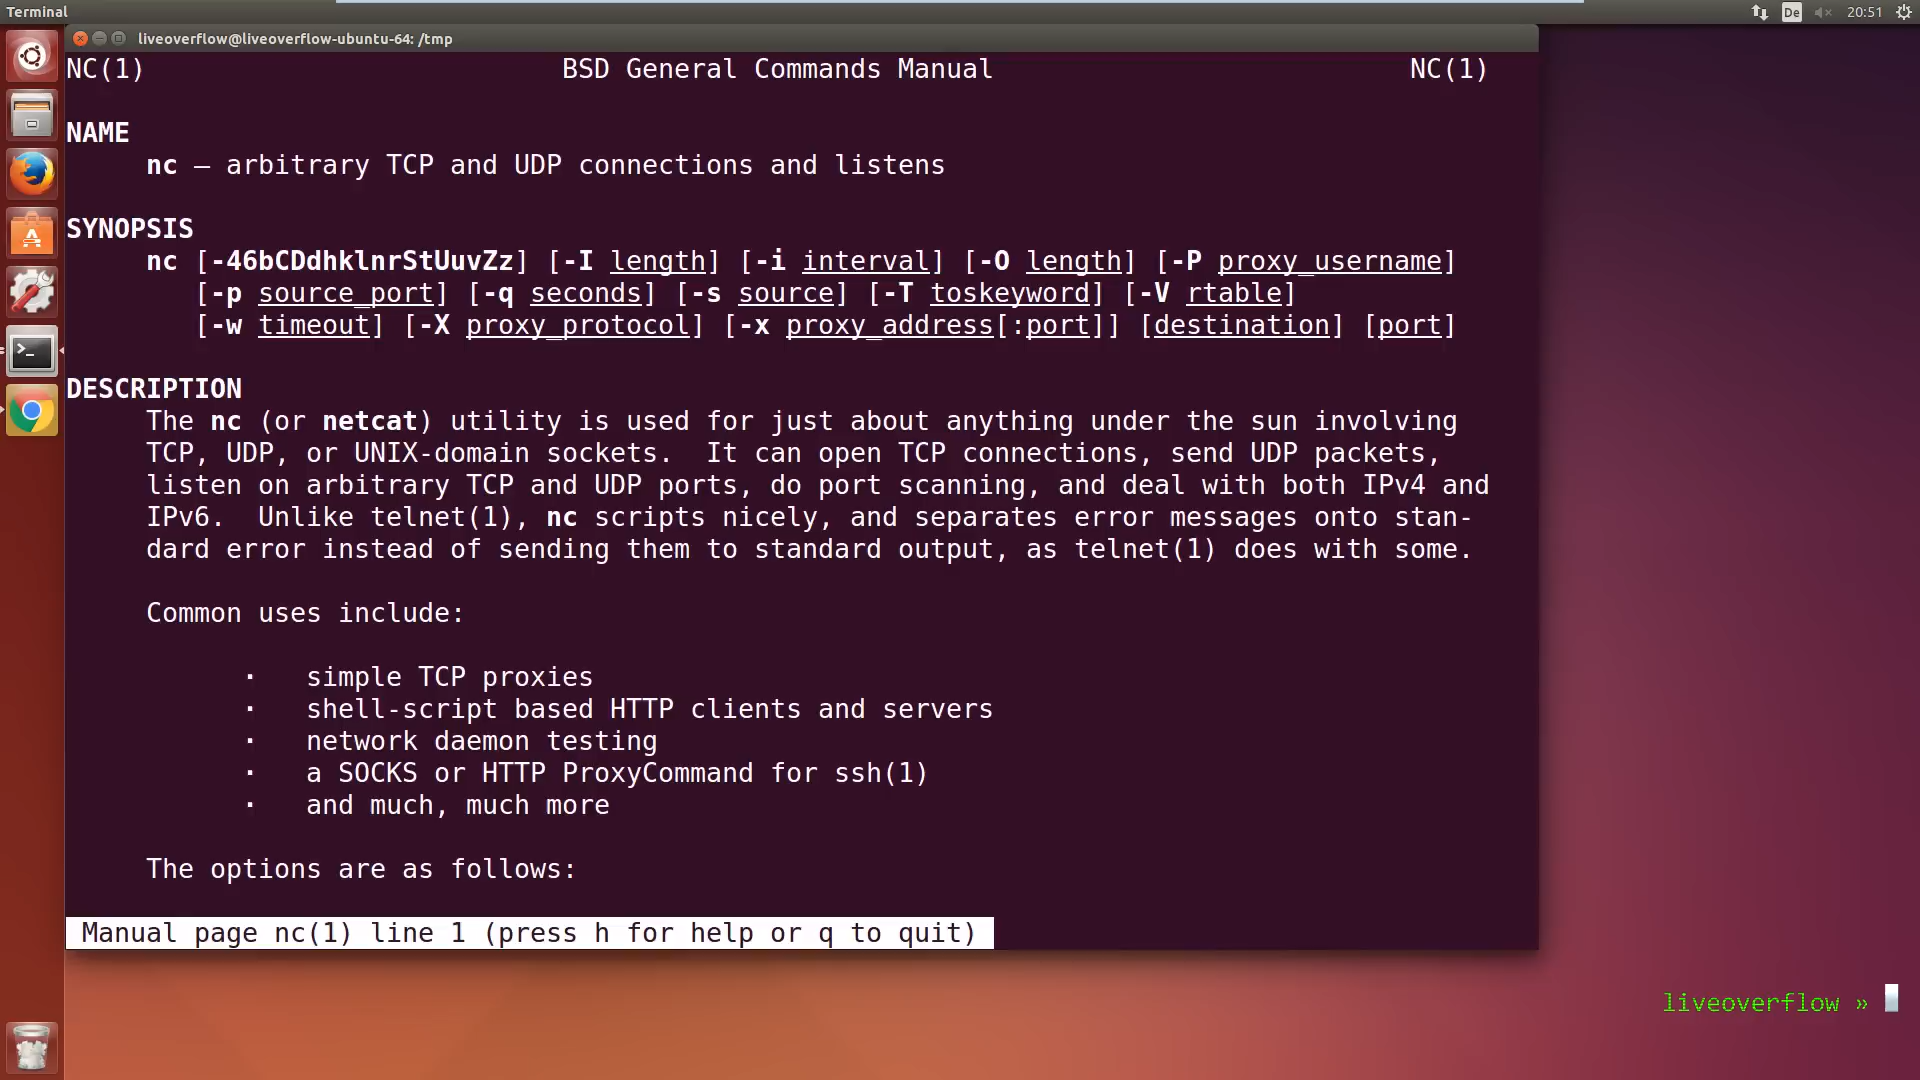 Terminal
De
20:51
liveoverflow@liveoverflow-ubuntu-64: /tmp
NC(1) BSD General Commands Manual NC(1)
NAME
nc — arbitrary TCP and UDP connections and listens
SYNOPSIS
nc [-46bCDdhklnrStUuvZz] [-I length] [-i interval] [-O length] [-P proxy_username]
[-p source_port] [-q seconds] [-s source] [-T toskeyword] [-V rtable]
[-w timeout] [-X proxy_protocol] [-x proxy_address[:port]] [destination] [port]
DESCRIPTION
The nc (or netcat) utility is used for just about anything under the sun involving
TCP, UDP, or UNIX-domain sockets.  It can open TCP connections, send UDP packets,
listen on arbitrary TCP and UDP ports, do port scanning, and deal with both IPv4 and
IPv6.  Unlike telnet(1), nc scripts nicely, and separates error messages onto stan-
dard error instead of sending them to standard output, as telnet(1) does with some.
Common uses include:
· simple TCP proxies
· shell-script based HTTP clients and servers
· network daemon testing
· a SOCKS or HTTP ProxyCommand for ssh(1)
· and much, much more
The options are as follows:
Manual page nc(1) line 1 (press h for help or q to quit)
liveoverflow »